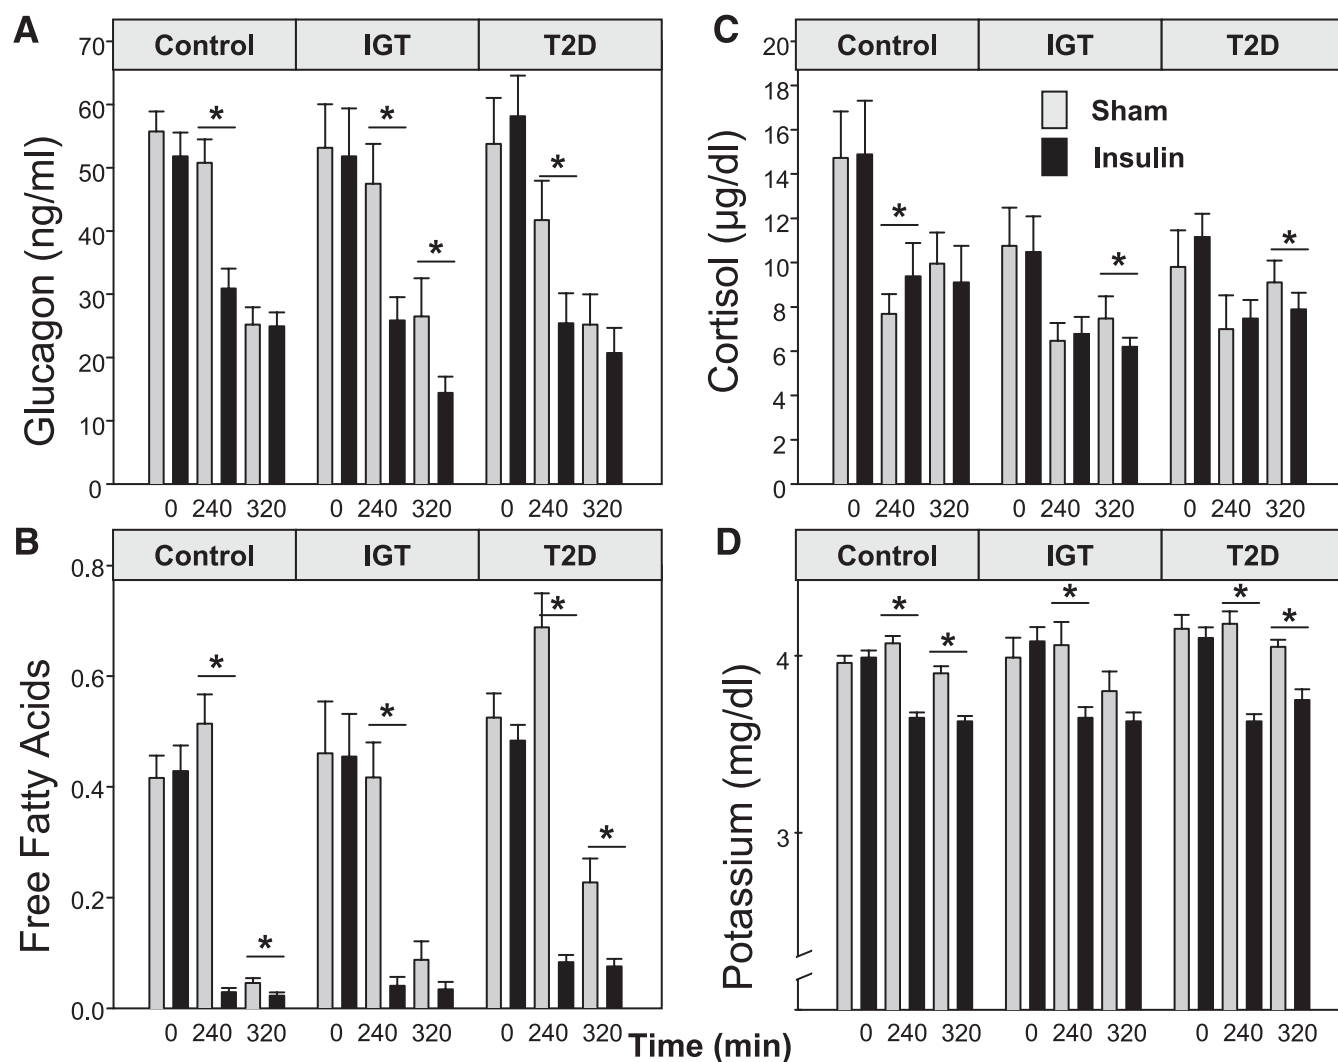 A
Control IGT T2D
70
60
50
40
30
20
10
0
Glucagon (ng/ml)
* * * *
0 240 320 0 240 320 0 240 320
C
Control IGT T2D
20
18
16
14
12
10
8
6
4
2
0
Cortisol (µg/dl)
Sham
Insulin
* * *
0 240 320 0 240 320 0 240 320
B
Control IGT T2D
0.8
0.6
0.4
0.2
0.0
Free Fatty Acids
* * * * *
0 240 320 0 240 320 0 240 320
D
Control IGT T2D
4
3
Potassium (mg/dl)
* * * * *
0 240 320 0 240 320 0 240 320
Time (min)